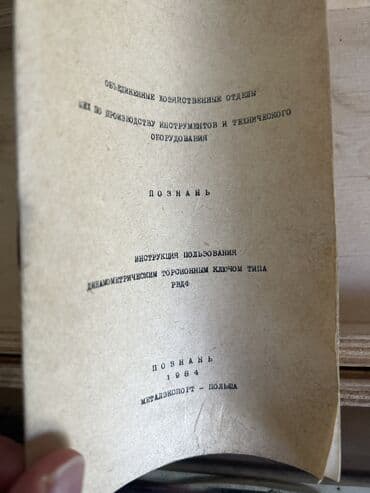 ОБЪЕДИНЕННЫЕ ХОЗЯЙСТВЕННЫЕ ОТДЕЛЫ
ПО ПРОИЗВОДСТВУ ИНСТРУМЕНТОВ И ТЕХНИЧЕСКОГО
ОБОРУДОВАНИЯ
ПОЗНАНЬ
ИНСТРУКЦИЯ ПОЛЬЗОВАНИЯ
ДИНАМОМЕТРИЧЕСКИМ ТОРСИОННЫМ КЛЮЧОМ ТИПА
ПОЗНАНЬ
1984
МЕТАЛЭКСПОРТ - ПОЛЬША